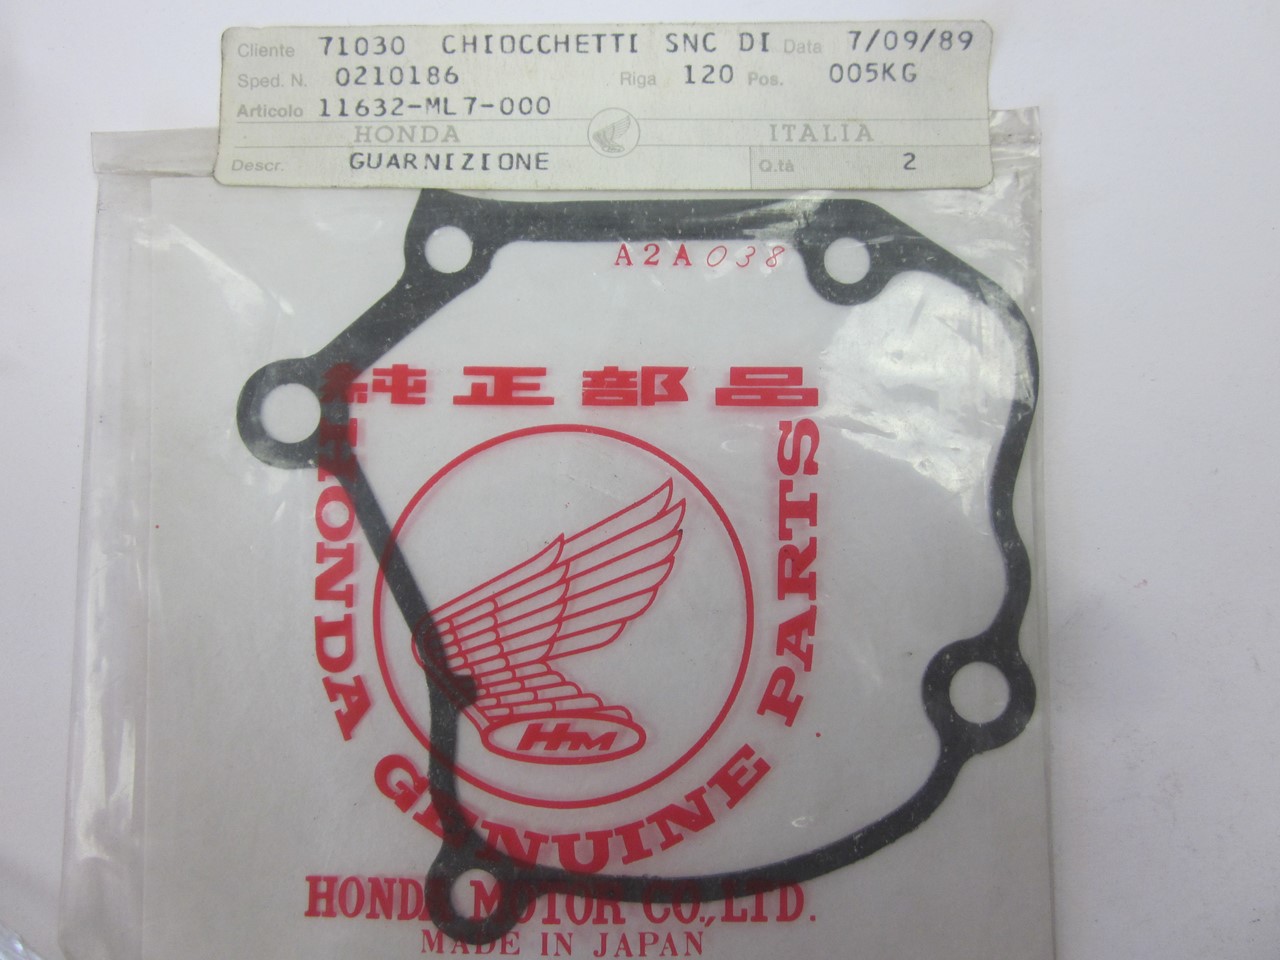 Cliente 71030 CHIOCCHETTI SNC DI Data 7/09/89
Sped. N. 0210186 Riga 120 Pos. 005KG
Articolo 11632-ML7-000
HONDA ITALIA
Descr. GUARNIZIONE Q.tà 2
A2A038
純正部品
HONDA GENUINE PARTS
HM
HONDA MOTOR CO., LTD.
MADE IN JAPAN